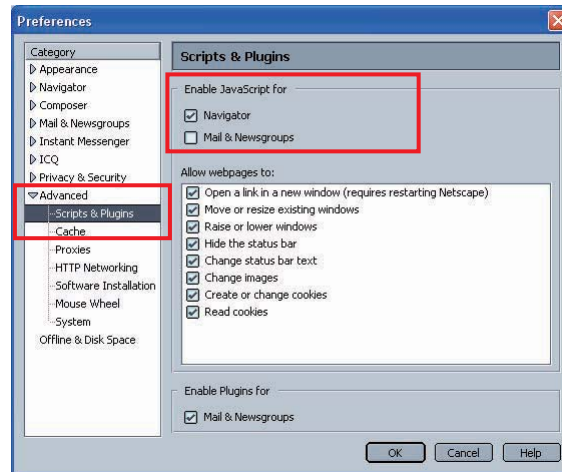 Preferences
Category
Appearance
Navigator
Composer
Mail & Newsgroups
Instant Messenger
ICQ
Privacy & Security
Advanced
Scripts & Plugins
Cache
Proxies
HTTP Networking
Software Installation
Mouse Wheel
System
Offline & Disk Space
Scripts & Plugins
Enable JavaScript for
Navigator
Mail & Newsgroups
Allow webpages to:
Open a link in a new window (requires restarting Netscape)
Move or resize existing windows
Raise or lower windows
Hide the status bar
Change status bar text
Change images
Create or change cookies
Read cookies
Enable Plugins for
Mail & Newsgroups
OK Cancel Help